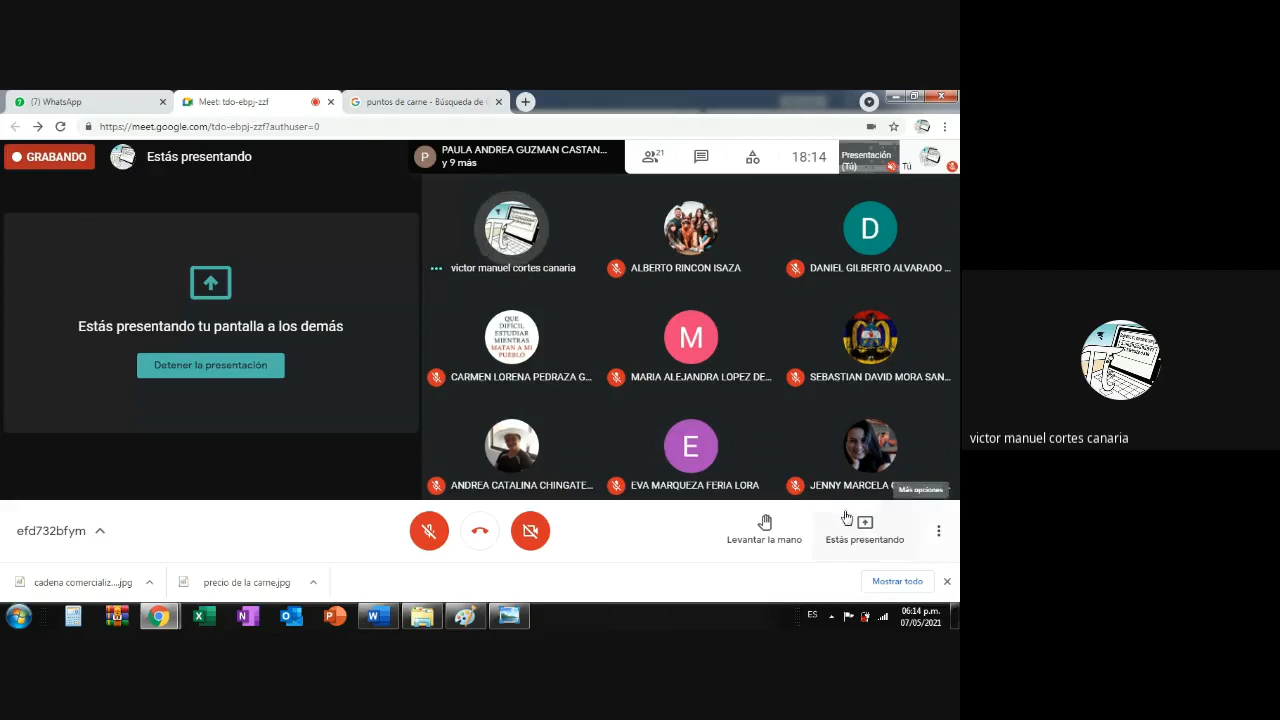 (7) WhatsApp
Meet: tdo-ebpj-zzf
puntos de carne - Búsqueda de
https://meet.google.com/tdo-ebpj-zzf?authuser=0
GRABANDO
Estás presentando
P
PAULA ANDREA GUZMAN CASTAN...
y 9 más
21
18:14
Presentación
(Tú)
Tú
Estás presentando tu pantalla a los demás
Detener la presentación
victor manuel cortes canaria
ALBERTO RINCON ISAZA
D
DANIEL GILBERTO ALVARADO ...
QUE
DIFÍCIL
ESTUDIAR
MIENTRAS
MATAN A MI
PUEBLO
CARMEN LORENA PEDRAZA G...
M
MARIA ALEJANDRA LOPEZ DE...
SEBASTIAN DAVID MORA SAN...
ANDREA CATALINA CHINGATE...
E
EVA MARQUEZA FERIA LORA
JENNY MARCELA
Más opciones
efd732bfym
Levantar la mano
Estás presentando
cadena comercializ....jpg
precio de la carne.jpg
Mostrar todo
ES
06:14 p.m.
07/05/2021
victor manuel cortes canaria